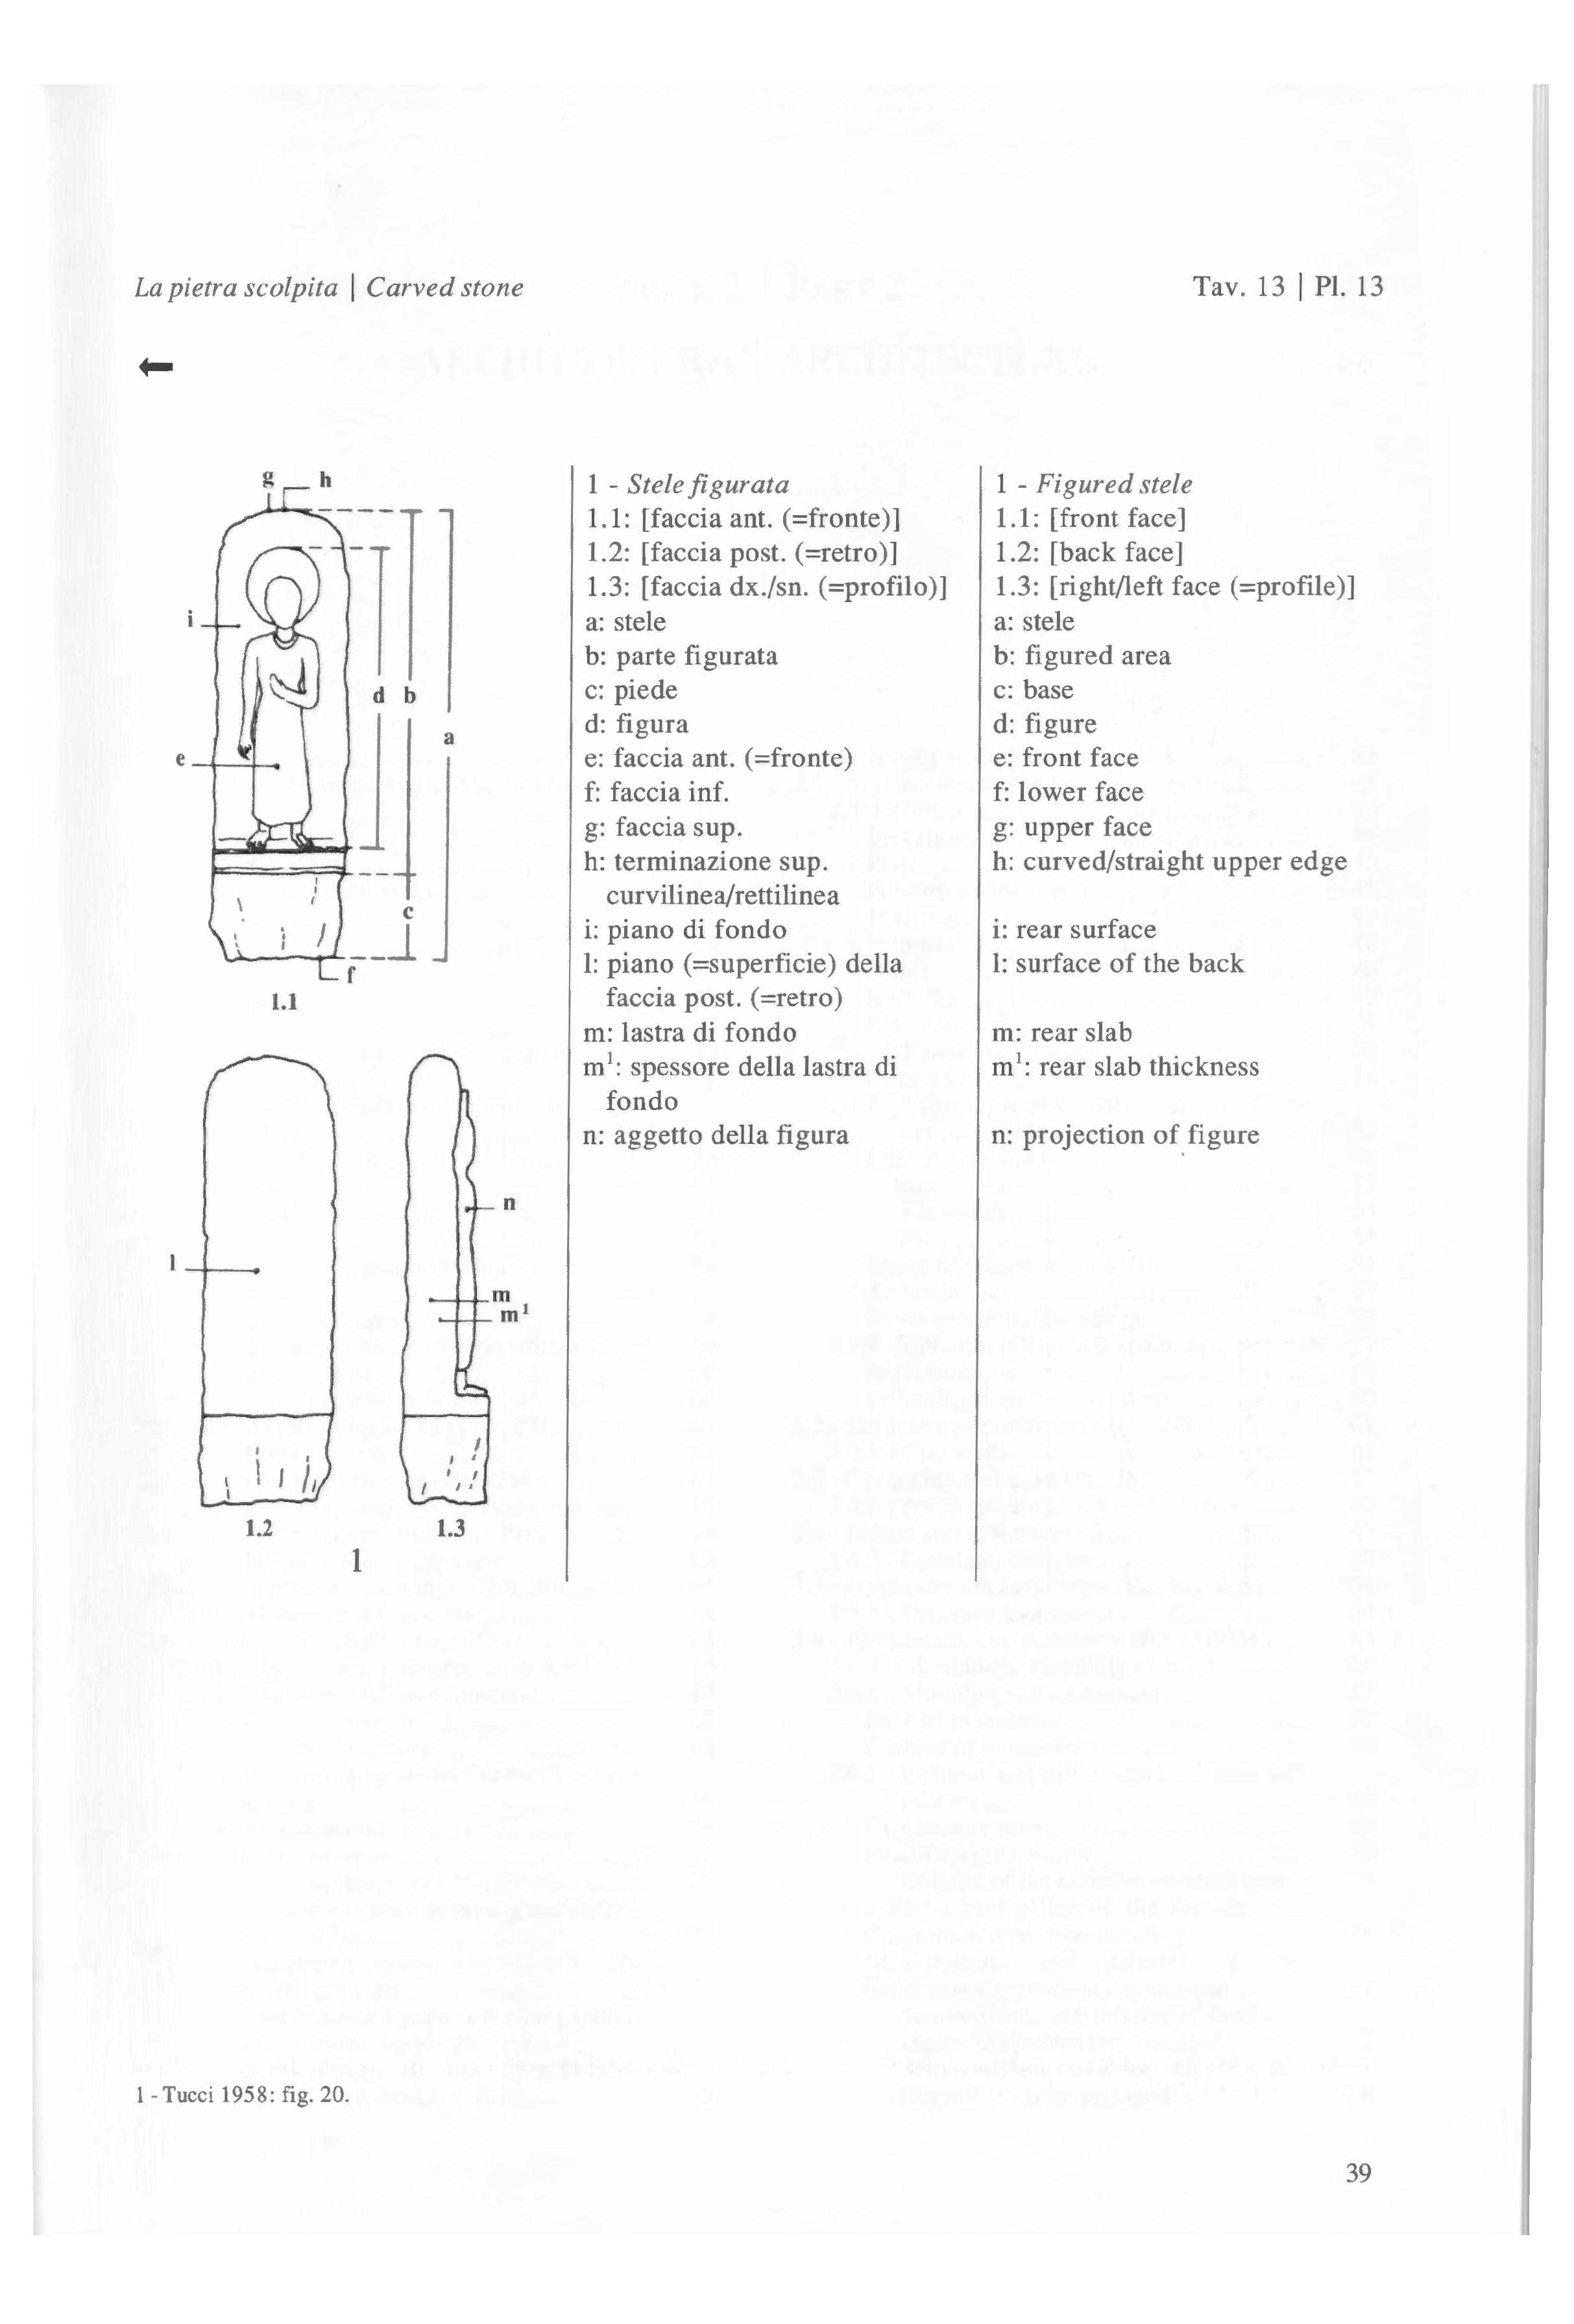 La pietra scolpita | Carved stone
Tav. 13 | Pl. 13
g
h
i
d
b
a
e
c
f
1.1
l
n
m
m¹
1.2
1.3
1
1 - Stele figurata
1.1: [faccia ant. (=fronte)]
1.2: [faccia post. (=retro)]
1.3: [faccia dx./sn. (=profilo)]
a: stele
b: parte figurata
c: piede
d: figura
e: faccia ant. (=fronte)
f: faccia inf.
g: faccia sup.
h: terminazione sup.
curvilinea/rettilinea
i: piano di fondo
l: piano (=superficie) della
faccia post. (=retro)
m: lastra di fondo
m¹: spessore della lastra di
fondo
n: aggetto della figura
1 - Figured stele
1.1: [front face]
1.2: [back face]
1.3: [right/left face (=profile)]
a: stele
b: figured area
c: base
d: figure
e: front face
f: lower face
g: upper face
h: curved/straight upper edge
i: rear surface
l: surface of the back
m: rear slab
m¹: rear slab thickness
n: projection of figure
1 - Tucci 1958: fig. 20.
39